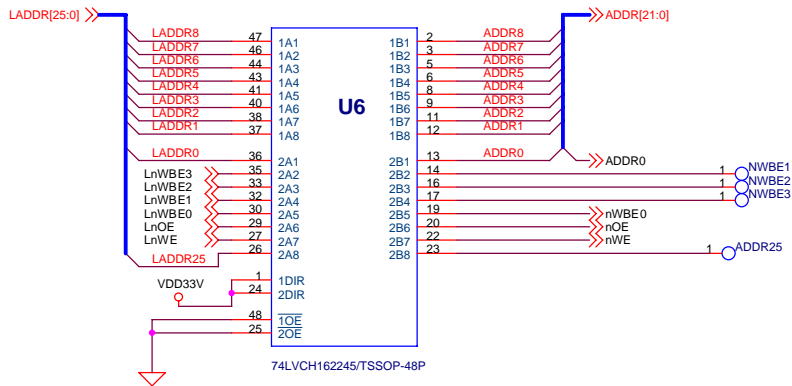 LADDR[25:0] ADDR[21:0]
LADDR8 47 1A1 1B1 2 ADDR8
LADDR7 46 1A2 1B2 3 ADDR7
LADDR6 44 1A3 1B3 5 ADDR6
LADDR5 43 1A4 1B4 6 ADDR5
LADDR4 41 1A5 1B5 8 ADDR4
LADDR3 40 1A6 1B6 9 ADDR3
LADDR2 38 1A7 1B7 11 ADDR2
LADDR1 37 1A8 1B8 12 ADDR1
U6
LADDR0 36 2A1 2B1 13 ADDR0 ADDR0
LnWBE3 35 2A2 2B2 14 1 NWBE1
LnWBE2 33 2A3 2B3 16 1 NWBE2
LnWBE1 32 2A4 2B4 17 1 NWBE3
LnWBE0 30 2A5 2B5 19 nWBE0
LnOE 29 2A6 2B6 20 nOE
LnWE 27 2A7 2B7 22 nWE
LADDR25 26 2A8 2B8 23 1 ADDR25
VDD33V 1 1DIR
24 2DIR
48 1OE
25 2OE
74LVCH162245/TSSOP-48P